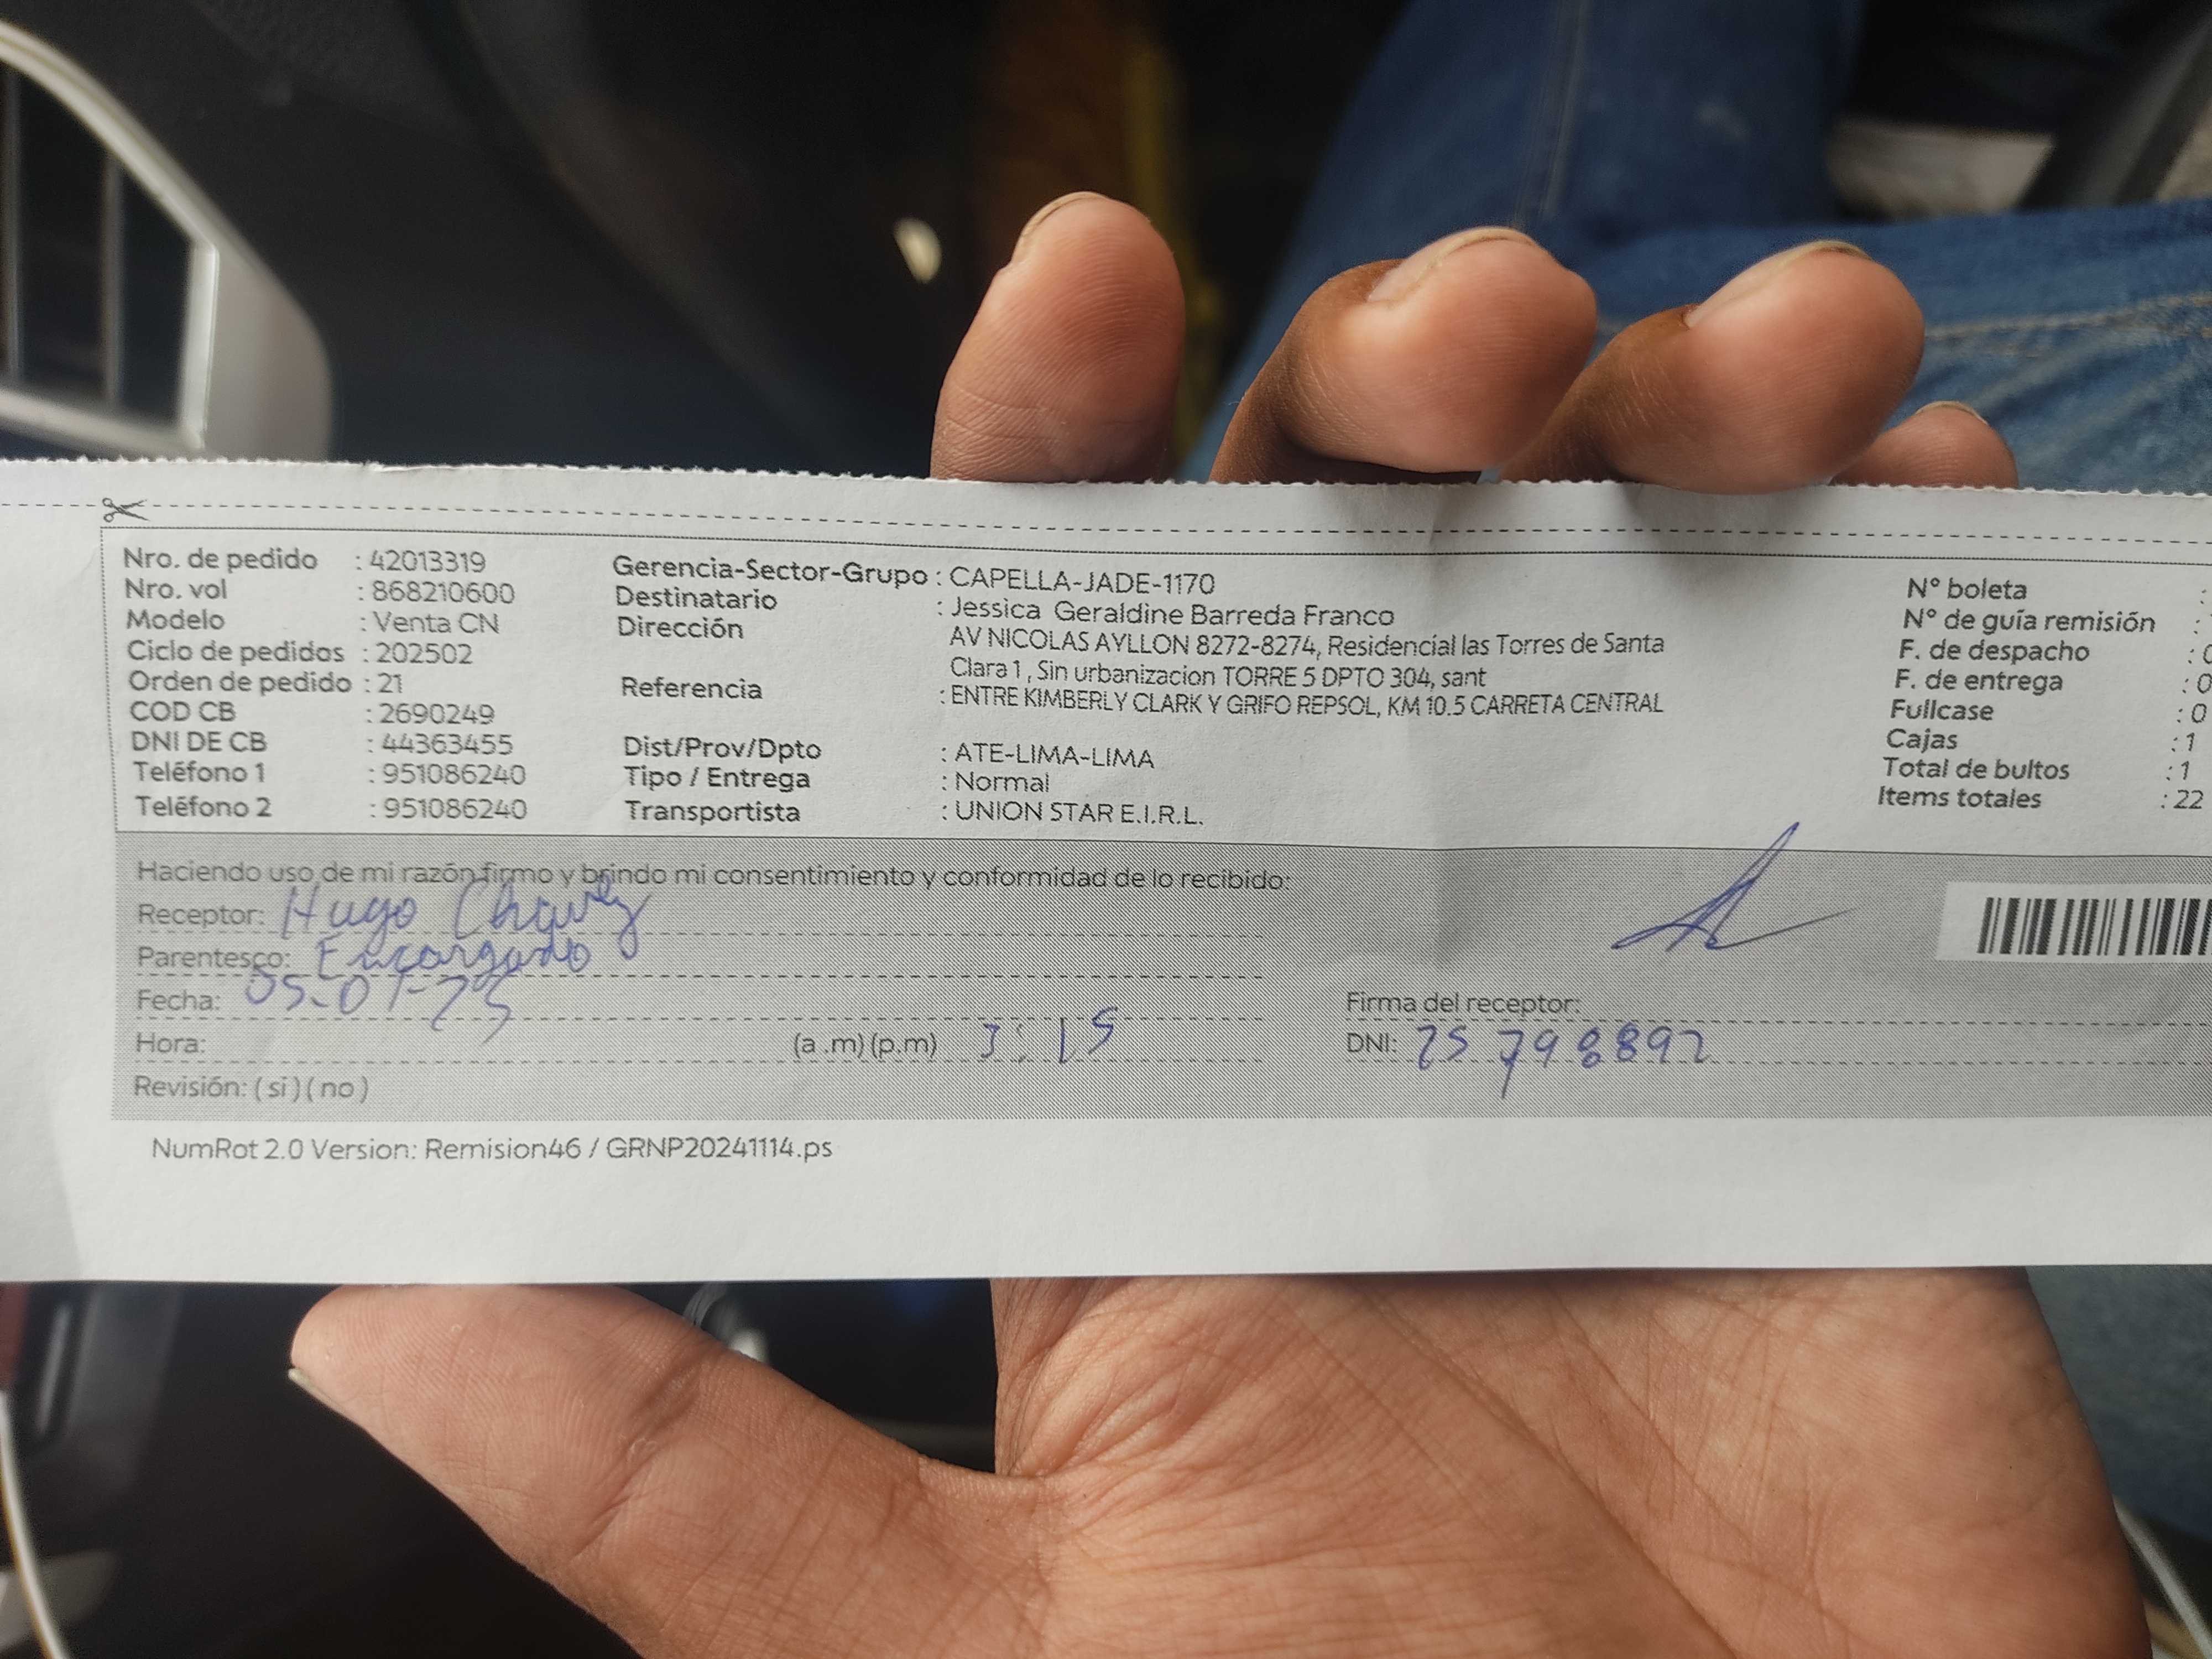 Nro. de pedido : 42013319
Nro. vol : 868210600
Modelo : Venta CN
Ciclo de pedidos : 202502
Orden de pedido : 21
COD CB : 2690249
DNI DE CB : 44363455
Teléfono 1 : 951086240
Teléfono 2 : 951086240
Gerencia-Sector-Grupo : CAPELLA-JADE-1170
Destinatario : Jessica Geraldine Barreda Franco
Dirección AV NICOLAS AYLLON 8272-8274, Residencial las Torres de Santa
Clara 1, Sin urbanizacion TORRE 5 DPTO 304, sant
Referencia : ENTRE KIMBERLY CLARK Y GRIFO REPSOL, KM 10.5 CARRETA CENTRAL
Dist/Prov/Dpto : ATE-LIMA-LIMA
Tipo / Entrega : Normal
Transportista : UNION STAR E.I.R.L.
N° boleta :
N° de guía remisión :
F. de despacho : 0
F. de entrega : 0
Fullcase : 0
Cajas : 1
Total de bultos : 1
Items totales : 22
Haciendo uso de mi razón firmo y brindo mi consentimiento y conformidad de lo recibido:
Receptor: Hugo Chavez
Parentesco: Encargado
Fecha: 05-01-25
Hora: (a .m) (p.m) 3:15
Revisión: (si) (no)
Firma del receptor:
DNI: 25798892
NumRot 2.0 Version: Remision46 / GRNP20241114.ps